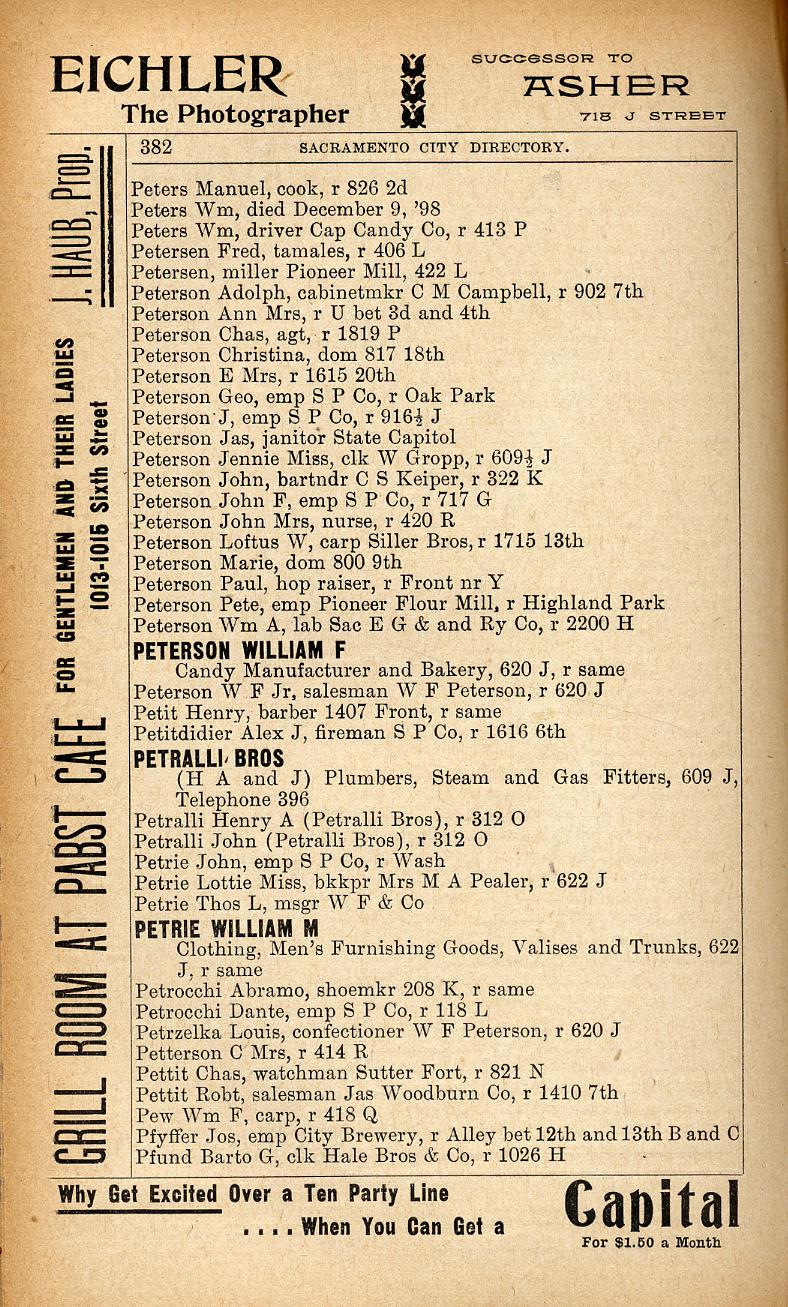 EICHLER
The Photographer
SUCCESSOR TO
ASHER
718 J STREET
GRILL ROOM AT PABST CAFE FOR GENTLEMEN AND THEIR LADIES
1013-1015 Sixth Street
J. HAUB, Prop.
382 SACRAMENTO CITY DIRECTORY.
Peters Manuel, cook, r 826 2d
Peters Wm, died December 9, '98
Peters Wm, driver Cap Candy Co, r 413 P
Petersen Fred, tamales, r 406 L
Petersen, miller Pioneer Mill, 422 L
Peterson Adolph, cabinetmkr C M Campbell, r 902 7th
Peterson Ann Mrs, r U bet 3d and 4th
Peterson Chas, agt, r 1819 P
Peterson Christina, dom 817 18th
Peterson E Mrs, r 1615 20th
Peterson Geo, emp S P Co, r Oak Park
Peterson J, emp S P Co, r 916½ J
Peterson Jas, janitor State Capitol
Peterson Jennie Miss, clk W Gropp, r 609½ J
Peterson John, bartndr C S Keiper, r 322 K
Peterson John F, emp S P Co, r 717 G
Peterson John Mrs, nurse, r 420 R
Peterson Loftus W, carp Siller Bros, r 1715 13th
Peterson Marie, dom 800 9th
Peterson Paul, hop raiser, r Front nr Y
Peterson Pete, emp Pioneer Flour Mill, r Highland Park
Peterson Wm A, lab Sac E G & and Ry Co, r 2200 H
PETERSON WILLIAM F
Candy Manufacturer and Bakery, 620 J, r same
Peterson W F Jr, salesman W F Peterson, r 620 J
Petit Henry, barber 1407 Front, r same
Petitdidier Alex J, fireman S P Co, r 1616 6th
PETRALLI BROS
(H A and J) Plumbers, Steam and Gas Fitters, 609 J,
Telephone 396
Petralli Henry A (Petralli Bros), r 312 O
Petralli John (Petralli Bros), r 312 O
Petrie John, emp S P Co, r Wash
Petrie Lottie Miss, bkkpr Mrs M A Pealer, r 622 J
Petrie Thos L, msgr W F & Co
PETRIE WILLIAM M
Clothing, Men's Furnishing Goods, Valises and Trunks, 622
J, r same
Petrocchi Abramo, shoemkr 208 K, r same
Petrocchi Dante, emp S P Co, r 118 L
Petrzelka Louis, confectioner W F Peterson, r 620 J
Petterson C Mrs, r 414 R
Pettit Chas, watchman Sutter Fort, r 821 N
Pettit Robt, salesman Jas Woodburn Co, r 1410 7th
Pew Wm F, carp, r 418 Q
Pfyffer Jos, emp City Brewery, r Alley bet 12th and 13th B and C
Pfund Barto G, clk Hale Bros & Co, r 1026 H
Why Get Excited Over a Ten Party Line
. . . . When You Can Get a
Capital
For $1.50 a Month